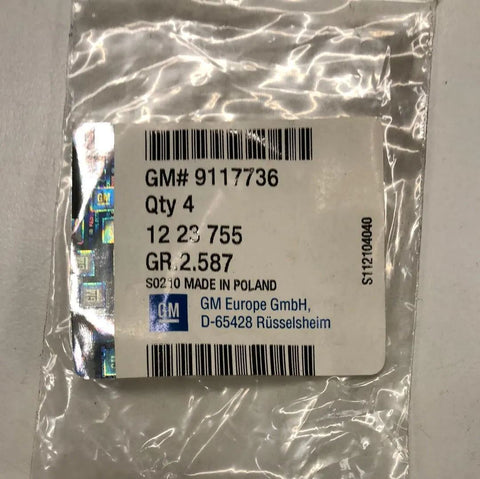 GM# 9117736
Qty 4
12 23 755
GR.2.587
S0210 MADE IN POLAND
GM
GM Europe GmbH,
D-65428 Rüsselsheim
S112104040
GM